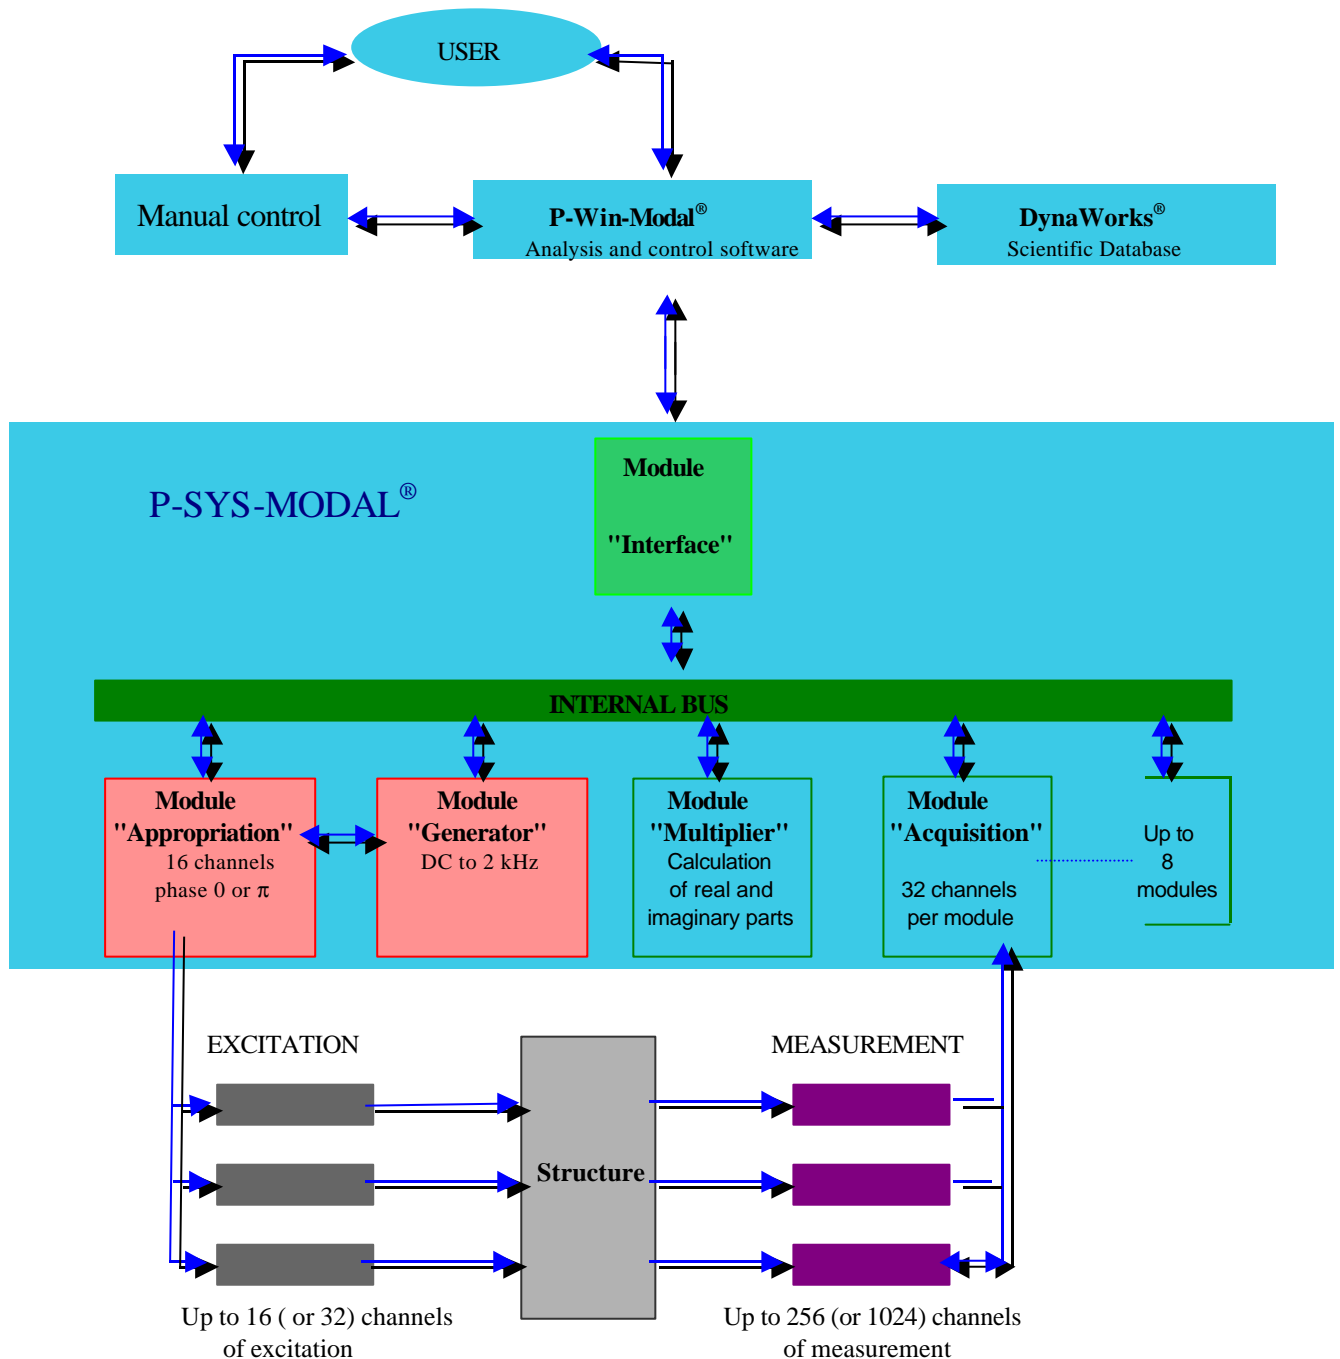 USER
Manual control
P-Win-Modal®
Analysis and control software
DynaWorks®
Scientific Database
P-SYS-MODAL®
Module
"Interface"
INTERNAL BUS
Module
"Appropriation"
16 channels
phase 0 or π
Module
"Generator"
DC to 2 kHz
Module
"Multiplier"
Calculation
of real and
imaginary parts
Module
"Acquisition"
32 channels
per module
Up to
8
modules
EXCITATION
MEASUREMENT
Structure
Up to 16 ( or 32) channels
of excitation
Up to 256 (or 1024) channels
of measurement